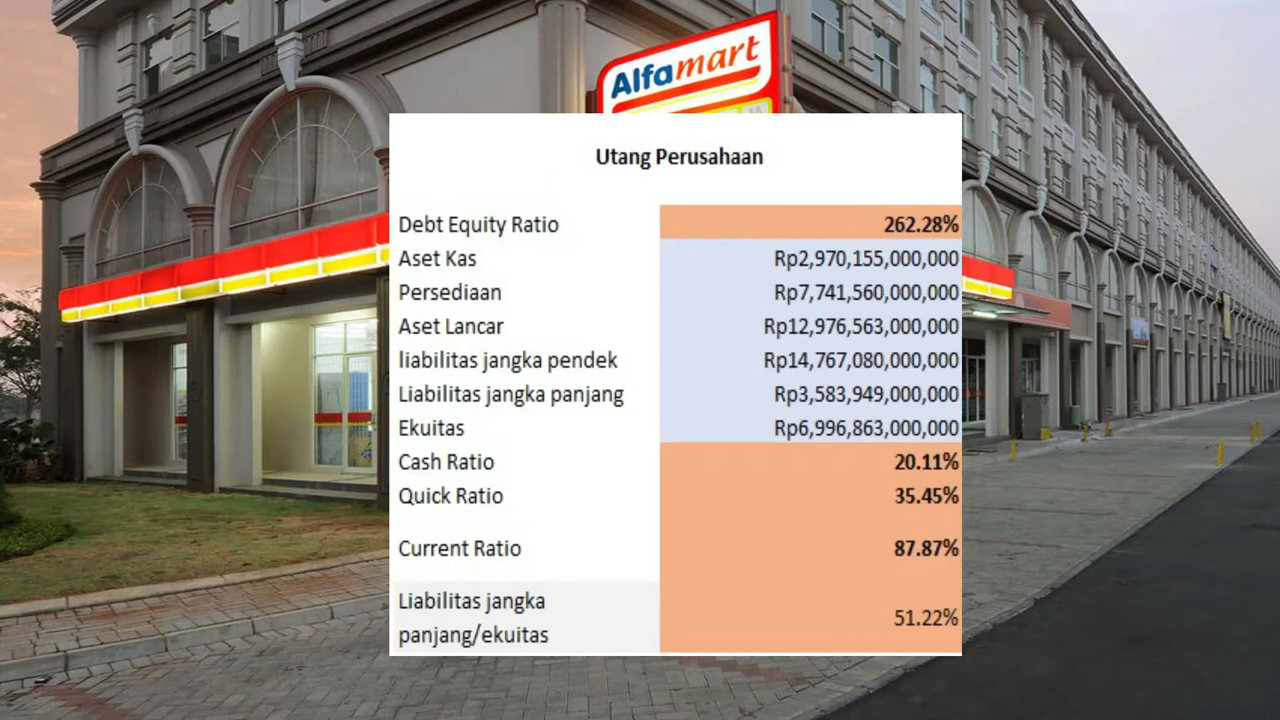 Alfamart
Utang Perusahaan
Debt Equity Ratio 262.28%
Aset Kas Rp2,970,155,000,000
Persediaan Rp7,741,560,000,000
Aset Lancar Rp12,976,563,000,000
liabilitas jangka pendek Rp14,767,080,000,000
Liabilitas jangka panjang Rp3,583,949,000,000
Ekuitas Rp6,996,863,000,000
Cash Ratio 20.11%
Quick Ratio 35.45%
Current Ratio 87.87%
Liabilitas jangka
panjang/ekuitas 51.22%